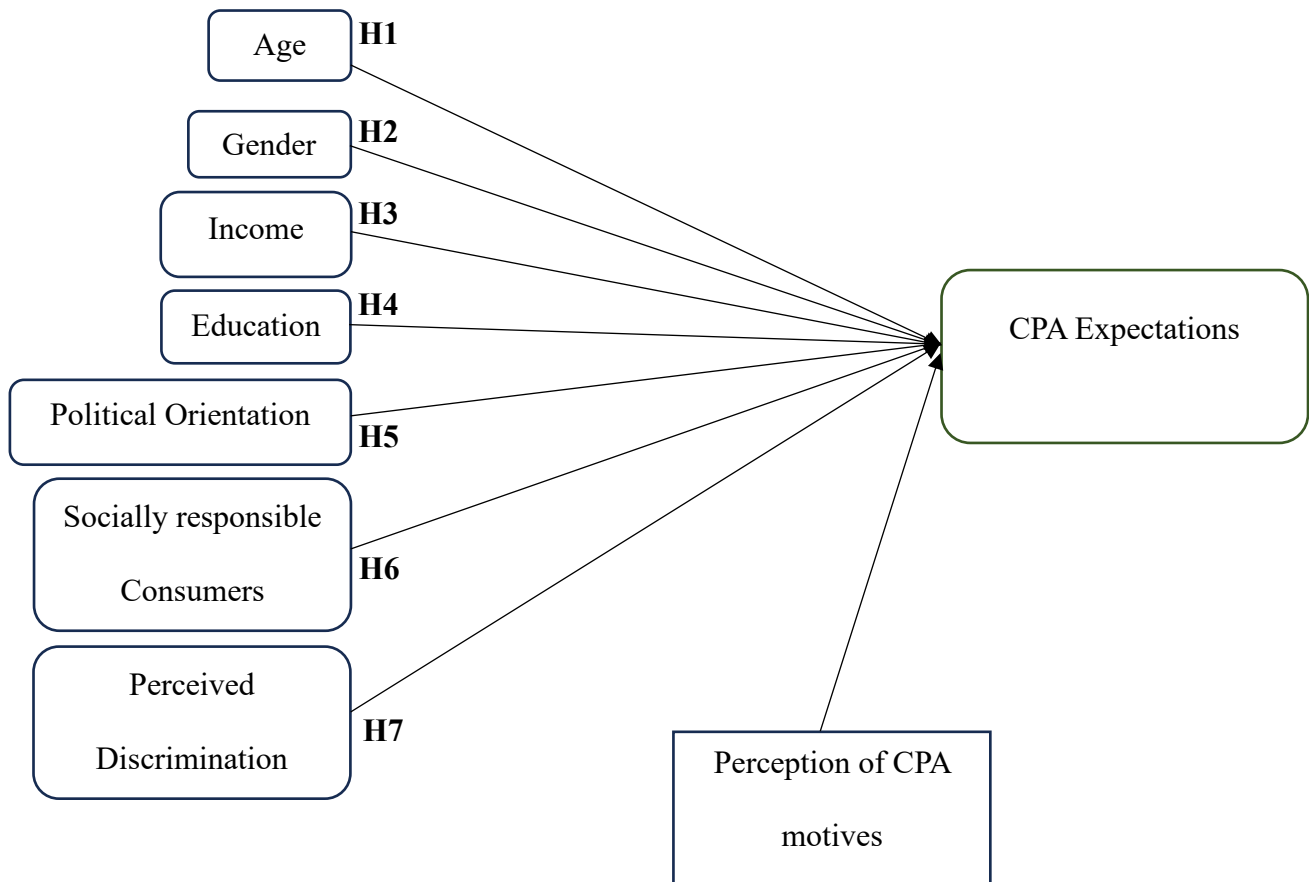 Age
H1
Gender
H2
Income
H3
Education
H4
Political Orientation
H5
Socially responsible
Consumers
H6
Perceived
Discrimination
H7
CPA Expectations
Perception of CPA
motives